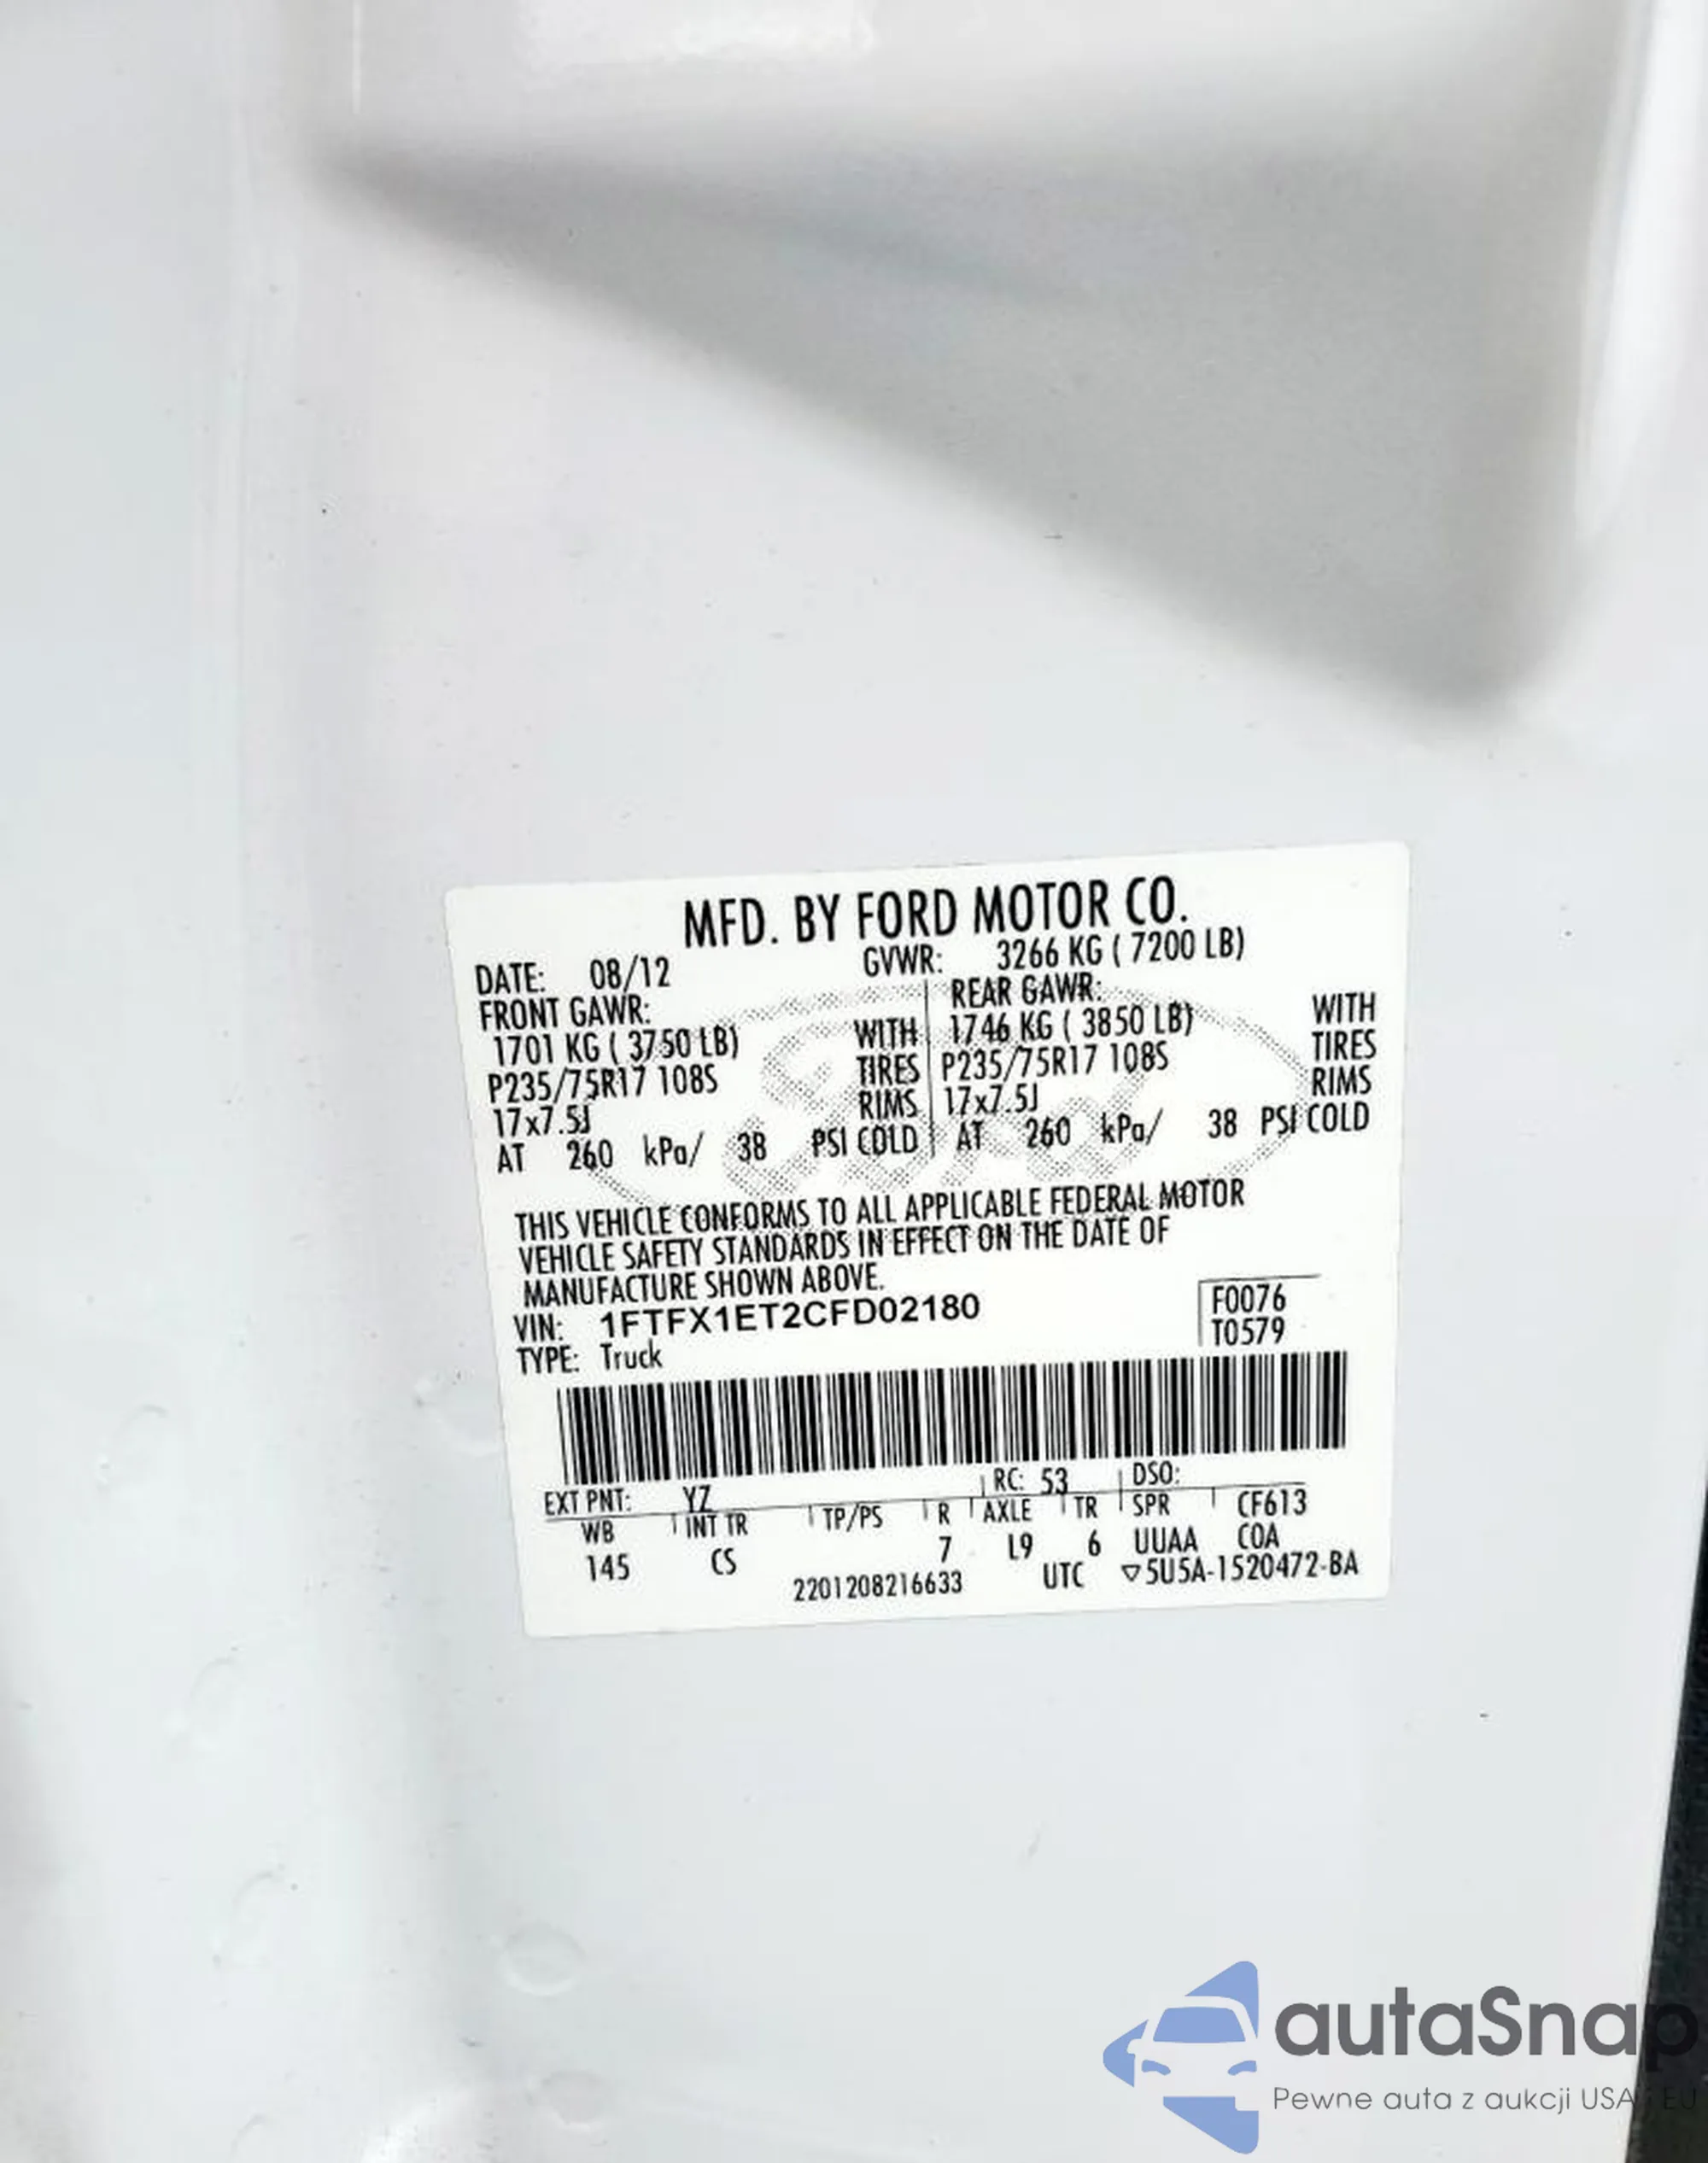 MFD. BY FORD MOTOR CO.
DATE: 08/12 GVWR: 3266 KG ( 7200 LB)
FRONT GAWR: REAR GAWR:
1701 KG ( 3750 LB) WITH 1746 KG ( 3850 LB) WITH
P235/75R17 108S TIRES P235/75R17 108S TIRES
17x7.5J RIMS 17x7.5J RIMS
AT 260 kPa/ 38 PSI COLD AT 260 kPa/ 38 PSI COLD
THIS VEHICLE CONFORMS TO ALL APPLICABLE FEDERAL MOTOR
VEHICLE SAFETY STANDARDS IN EFFECT ON THE DATE OF
MANUFACTURE SHOWN ABOVE.
VIN: 1FTFX1ET2CFD02180 F0076
TYPE: Truck T0579
EXT PNT: YZ RC: 53 DSO:
WB INT TR TP/PS R AXLE TR SPR CF613
145 CS 7 L9 6 UUAA COA
2201208216633 UTC ▽5U5A-1520472-BA
Ford
autaSnap
Pewne auta z aukcji USA i EU